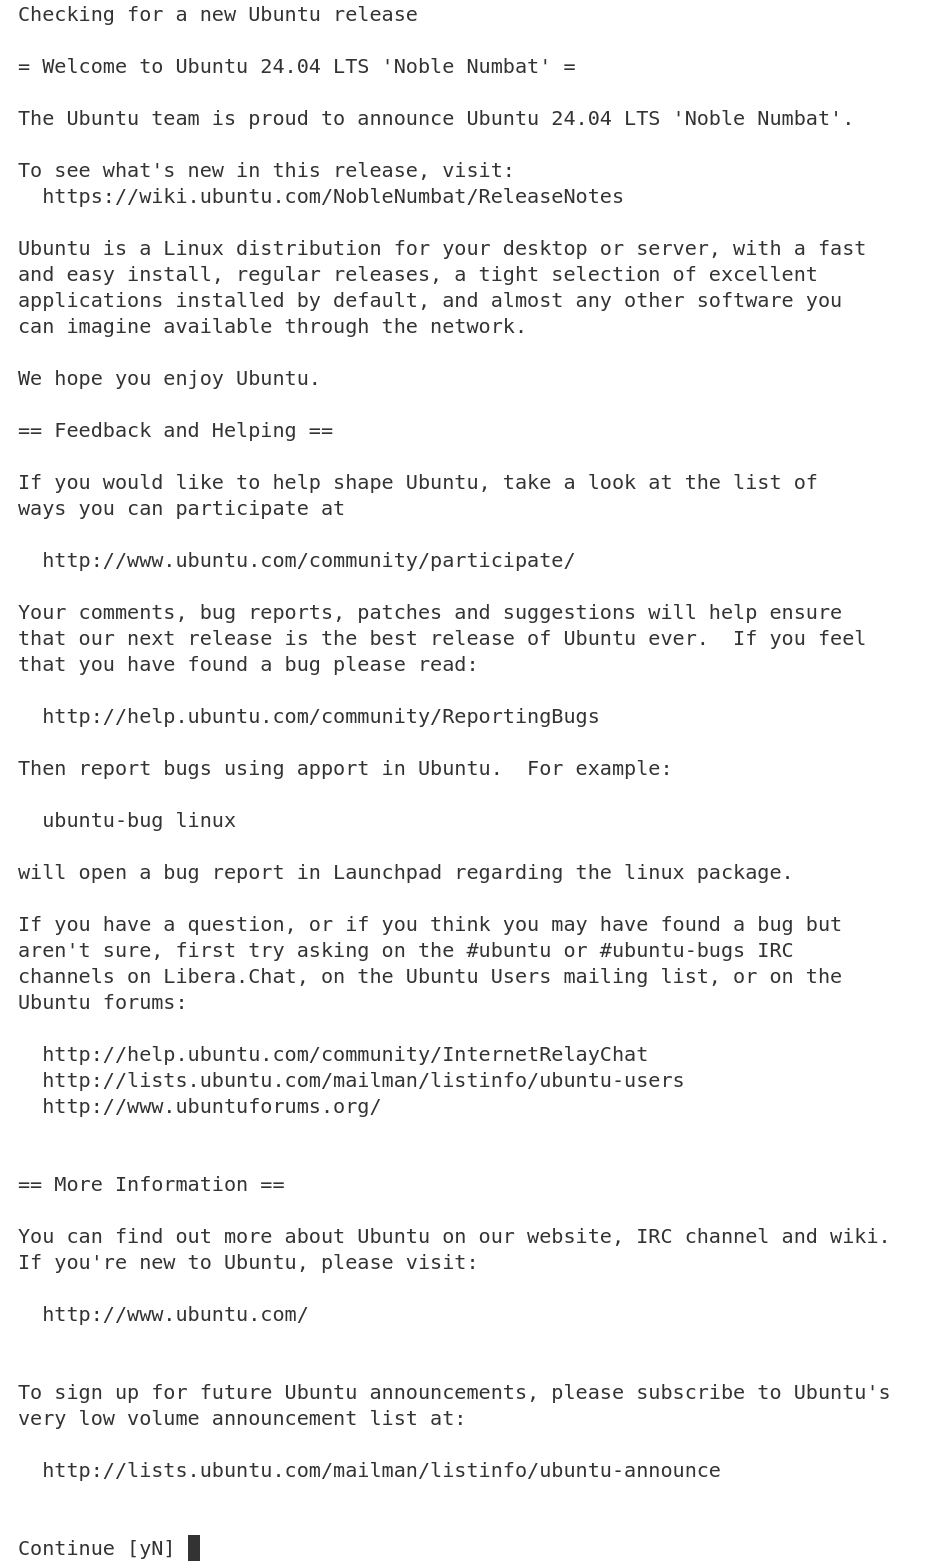 Checking for a new Ubuntu release
= Welcome to Ubuntu 24.04 LTS 'Noble Numbat' =
The Ubuntu team is proud to announce Ubuntu 24.04 LTS 'Noble Numbat'.
To see what's new in this release, visit:
https://wiki.ubuntu.com/NobleNumbat/ReleaseNotes
Ubuntu is a Linux distribution for your desktop or server, with a fast
and easy install, regular releases, a tight selection of excellent
applications installed by default, and almost any other software you
can imagine available through the network.
We hope you enjoy Ubuntu.
== Feedback and Helping ==
If you would like to help shape Ubuntu, take a look at the list of
ways you can participate at
http://www.ubuntu.com/community/participate/
Your comments, bug reports, patches and suggestions will help ensure
that our next release is the best release of Ubuntu ever.  If you feel
that you have found a bug please read:
http://help.ubuntu.com/community/ReportingBugs
Then report bugs using apport in Ubuntu.  For example:
ubuntu-bug linux
will open a bug report in Launchpad regarding the linux package.
If you have a question, or if you think you may have found a bug but
aren't sure, first try asking on the #ubuntu or #ubuntu-bugs IRC
channels on Libera.Chat, on the Ubuntu Users mailing list, or on the
Ubuntu forums:
http://help.ubuntu.com/community/InternetRelayChat
http://lists.ubuntu.com/mailman/listinfo/ubuntu-users
http://www.ubuntuforums.org/
== More Information ==
You can find out more about Ubuntu on our website, IRC channel and wiki.
If you're new to Ubuntu, please visit:
http://www.ubuntu.com/
To sign up for future Ubuntu announcements, please subscribe to Ubuntu's
very low volume announcement list at:
http://lists.ubuntu.com/mailman/listinfo/ubuntu-announce
Continue [yN]